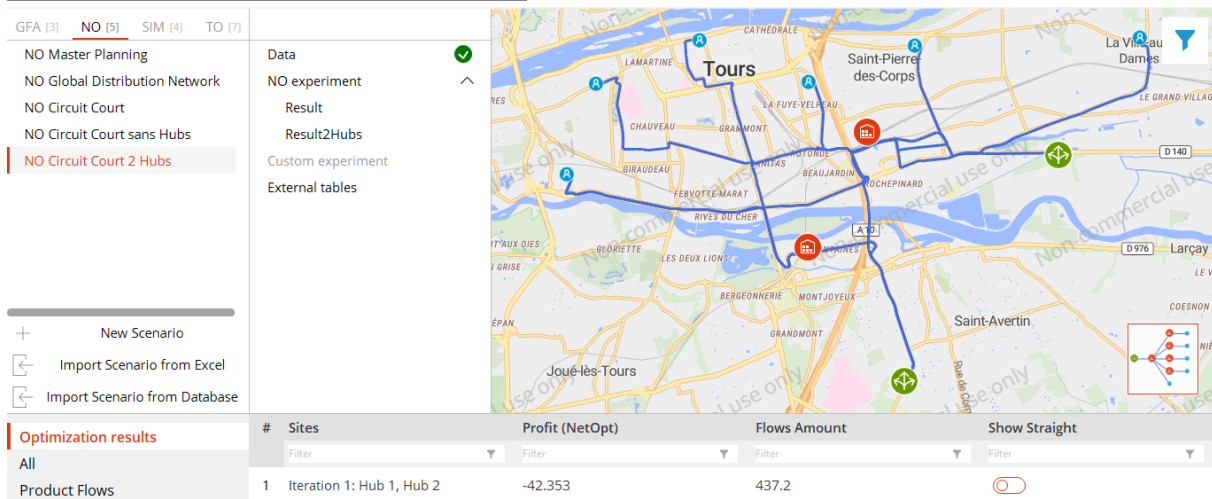 GFA [3] NO [5] SIM [4] TO [7]
NO Master Planning
NO Global Distribution Network
NO Circuit Court
NO Circuit Court sans Hubs
NO Circuit Court 2 Hubs
New Scenario
Import Scenario from Excel
Import Scenario from Database
Data
NO experiment
Result
Result2Hubs
Custom experiment
External tables
CATHÉDRALE
LAMARTINE
Tours
Saint-Pierre-
des-Corps
Dames
LE GRAND VILLAG
LA FUYE-VELPEAU
CHAUVEAU
GRAMMONT
D 140
GIRAUDEAU
BEAUJARDIN
ROCHEPINARD
FEBVOTTE-MARAT
RIVES DU CHER
A 10
GLORIETTE
LES DEUX LIONS
D 976
Larçay
BERGEONNERIE
MONTJOYEUX
COESNON
Saint-Avertin
GRANDMONT
Joué-lès-Tours
Non-commercial use only
Optimization results
All
Product Flows
# Sites Profit (NetOpt) Flows Amount Show Straight
Filter Filter Filter Filter
1 Iteration 1: Hub 1, Hub 2 -42.353 437.2